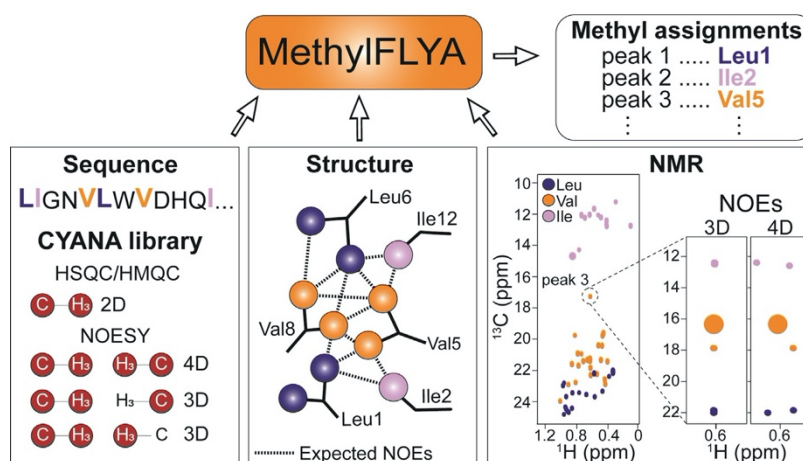 MethylFLYA
Methyl assignments
peak 1 ..... Leu1
peak 2 ..... Ile2
peak 3 ..... Val5
⋮ ⋮
Sequence
LIGNVLWVDHQI...
CYANA library
HSQC/HMQC
C H₃ 2D
NOESY
C H₃ H₃ C 4D
C H₃ H₃ C 3D
C H₃ H₃ C 3D
Structure
Leu6
Ile12
Val8
Val5
Ile2
Leu1
Expected NOEs
NMR
Leu
Val
Ile
peak 3
10
12
14
16
18
20
22
24
¹³C (ppm)
1.2 0.8 0.4 0
¹H (ppm)
NOEs
3D 4D
12
14
16
18
20
22
0.6 0.6
¹H (ppm)